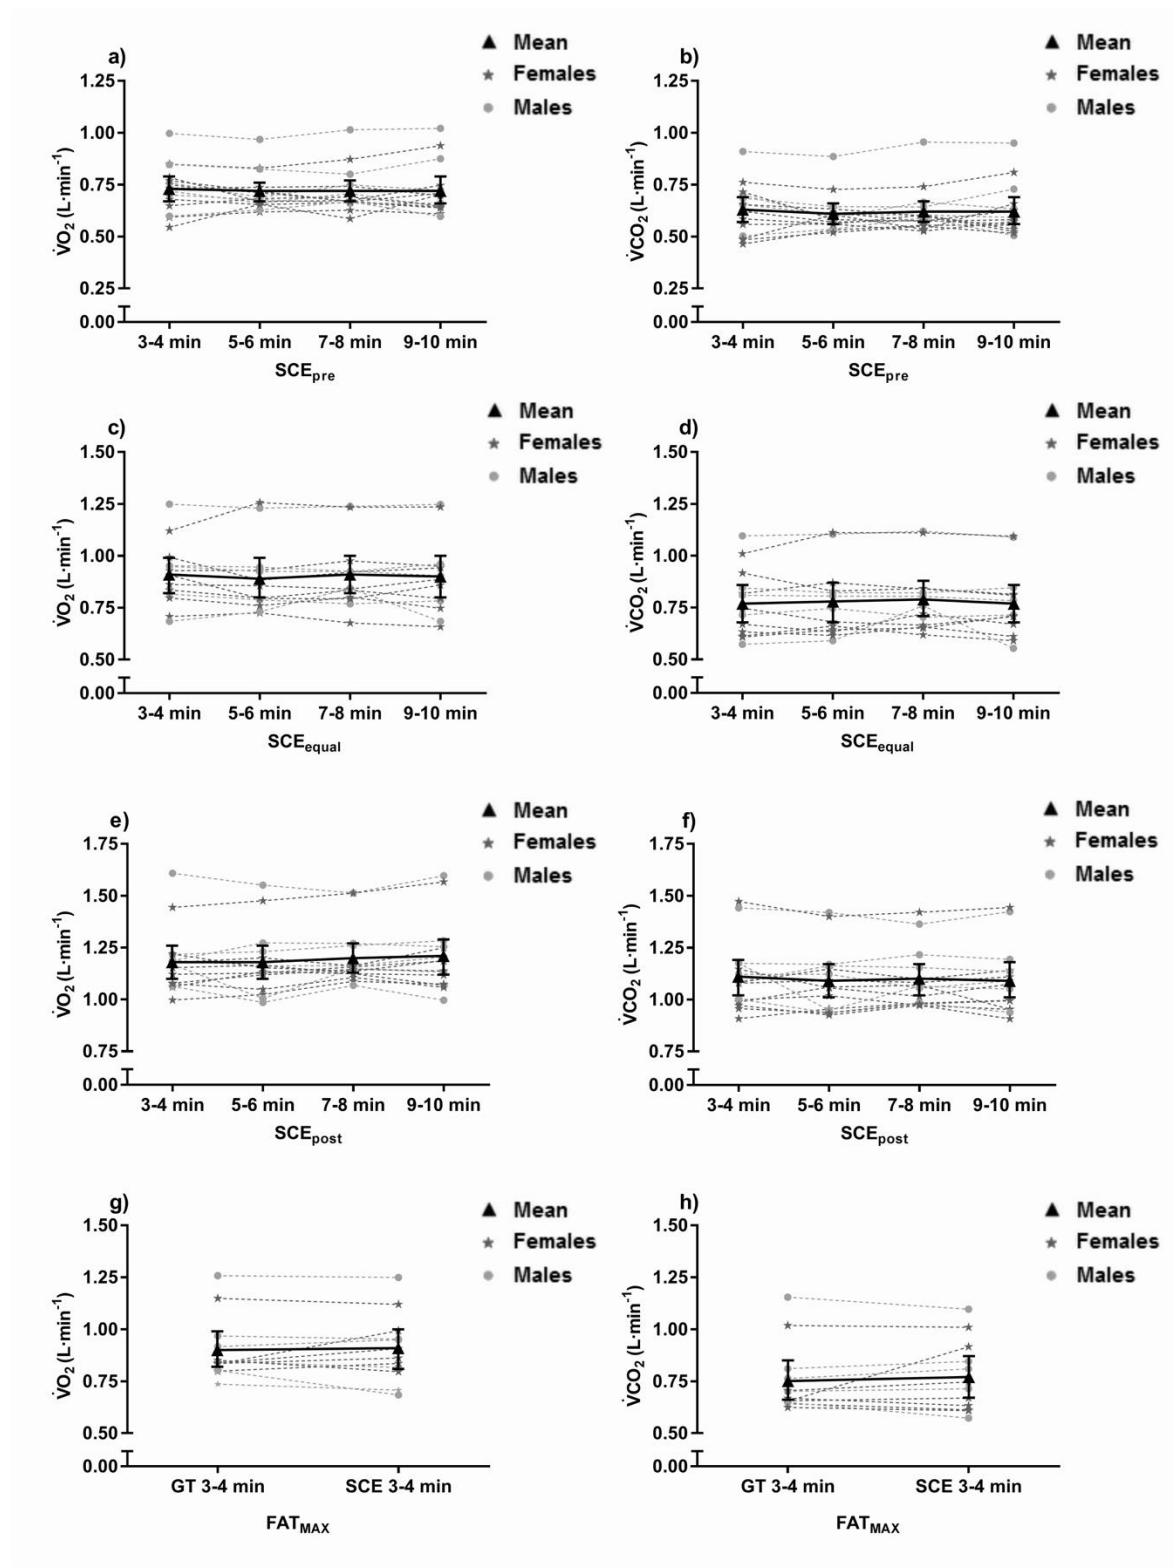 a)
Mean
Females
Males
1.25
1.00
0.75
0.50
0.25
0.00
V̇O₂ (L·min⁻¹)
3-4 min 5-6 min 7-8 min 9-10 min
SCEpre
b)
Mean
Females
Males
1.25
1.00
0.75
0.50
0.25
0.00
V̇CO₂ (L·min⁻¹)
3-4 min 5-6 min 7-8 min 9-10 min
SCEpre
c)
Mean
Females
Males
1.50
1.25
1.00
0.75
0.50
0.00
V̇O₂ (L·min⁻¹)
3-4 min 5-6 min 7-8 min 9-10 min
SCEequal
d)
Mean
Females
Males
1.50
1.25
1.00
0.75
0.50
0.00
V̇CO₂ (L·min⁻¹)
3-4 min 5-6 min 7-8 min 9-10 min
SCEequal
e)
Mean
Females
Males
1.75
1.50
1.25
1.00
0.75
0.00
V̇O₂ (L·min⁻¹)
3-4 min 5-6 min 7-8 min 9-10 min
SCEpost
f)
Mean
Females
Males
1.75
1.50
1.25
1.00
0.75
0.00
V̇CO₂ (L·min⁻¹)
3-4 min 5-6 min 7-8 min 9-10 min
SCEpost
g)
Mean
Females
Males
1.50
1.25
1.00
0.75
0.50
0.00
V̇O₂ (L·min⁻¹)
GT 3-4 min SCE 3-4 min
FATMAX
h)
Mean
Females
Males
1.50
1.25
1.00
0.75
0.50
0.00
V̇CO₂ (L·min⁻¹)
GT 3-4 min SCE 3-4 min
FATMAX